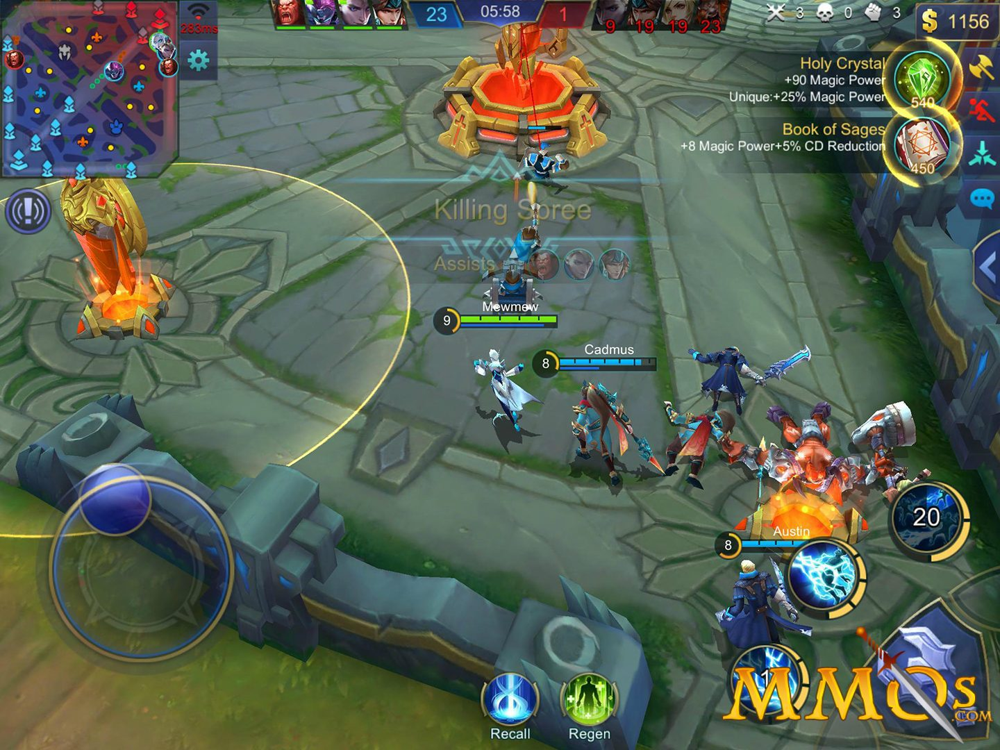 283ms
23
05:58
1
9 19 19 23
3 0 3
$ 1156
Holy Crystal
+90 Magic Power
Unique:+25% Magic Power
540
Book of Sages
+8 Magic Power+5% CD Reduction
450
Killing Spree
Assists
Mewmew
9
Cadmus
8
20
Austin
8
1
Recall
Regen
MMOs
.COM